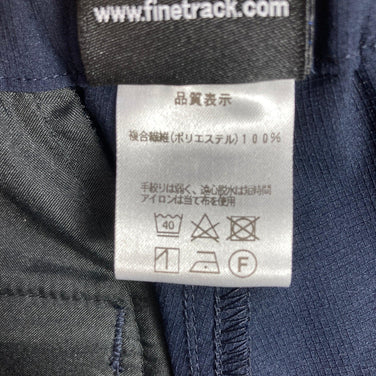 www.finetrack.com
品質表示
複合繊維(ポリエステル)100%
手絞りは弱く、遠心脱水は短時間
アイロンは当て布を使用
40
F